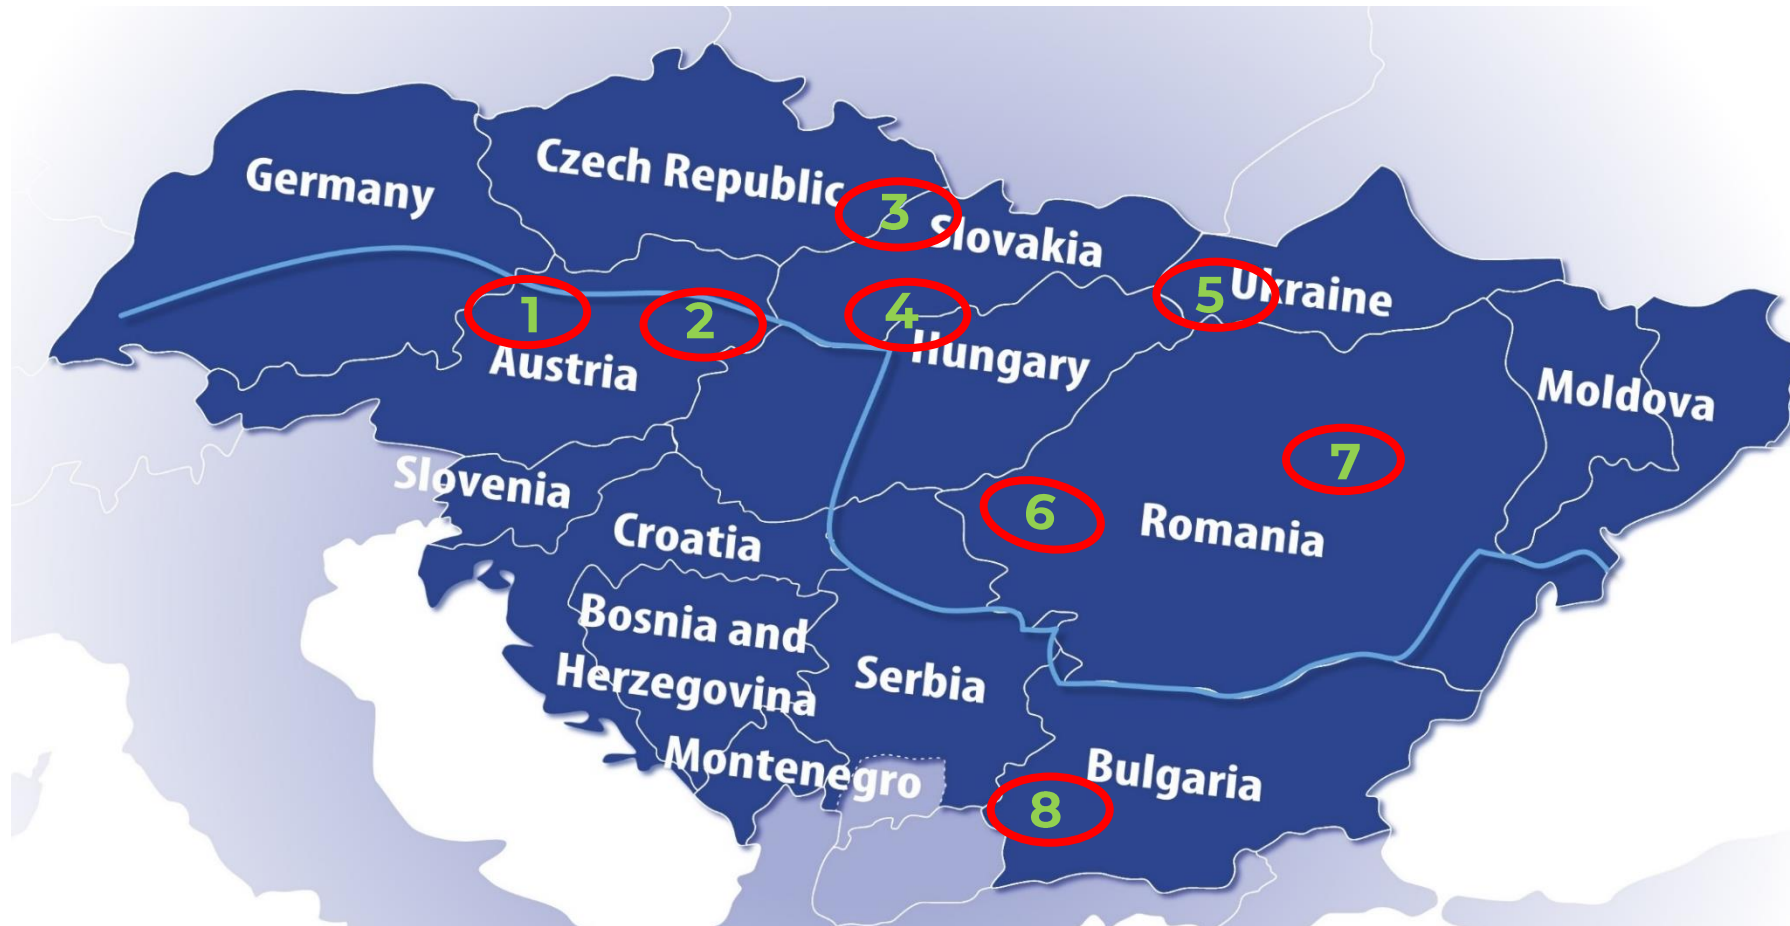 Germany
Czech Republic
3
Slovakia
1
2
4
5
Ukraine
Austria
Hungary
Moldova
Slovenia
Croatia
6
7
Romania
Bosnia and
Herzegovina
Serbia
Montenegro
Bulgaria
8